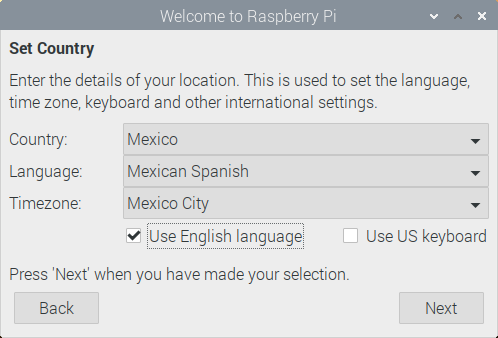 Welcome to Raspberry Pi
Set Country
Enter the details of your location. This is used to set the language,
time zone, keyboard and other international settings.
Country: Mexico
Language: Mexican Spanish
Timezone: Mexico City
Use English language Use US keyboard
Press 'Next' when you have made your selection.
Back Next